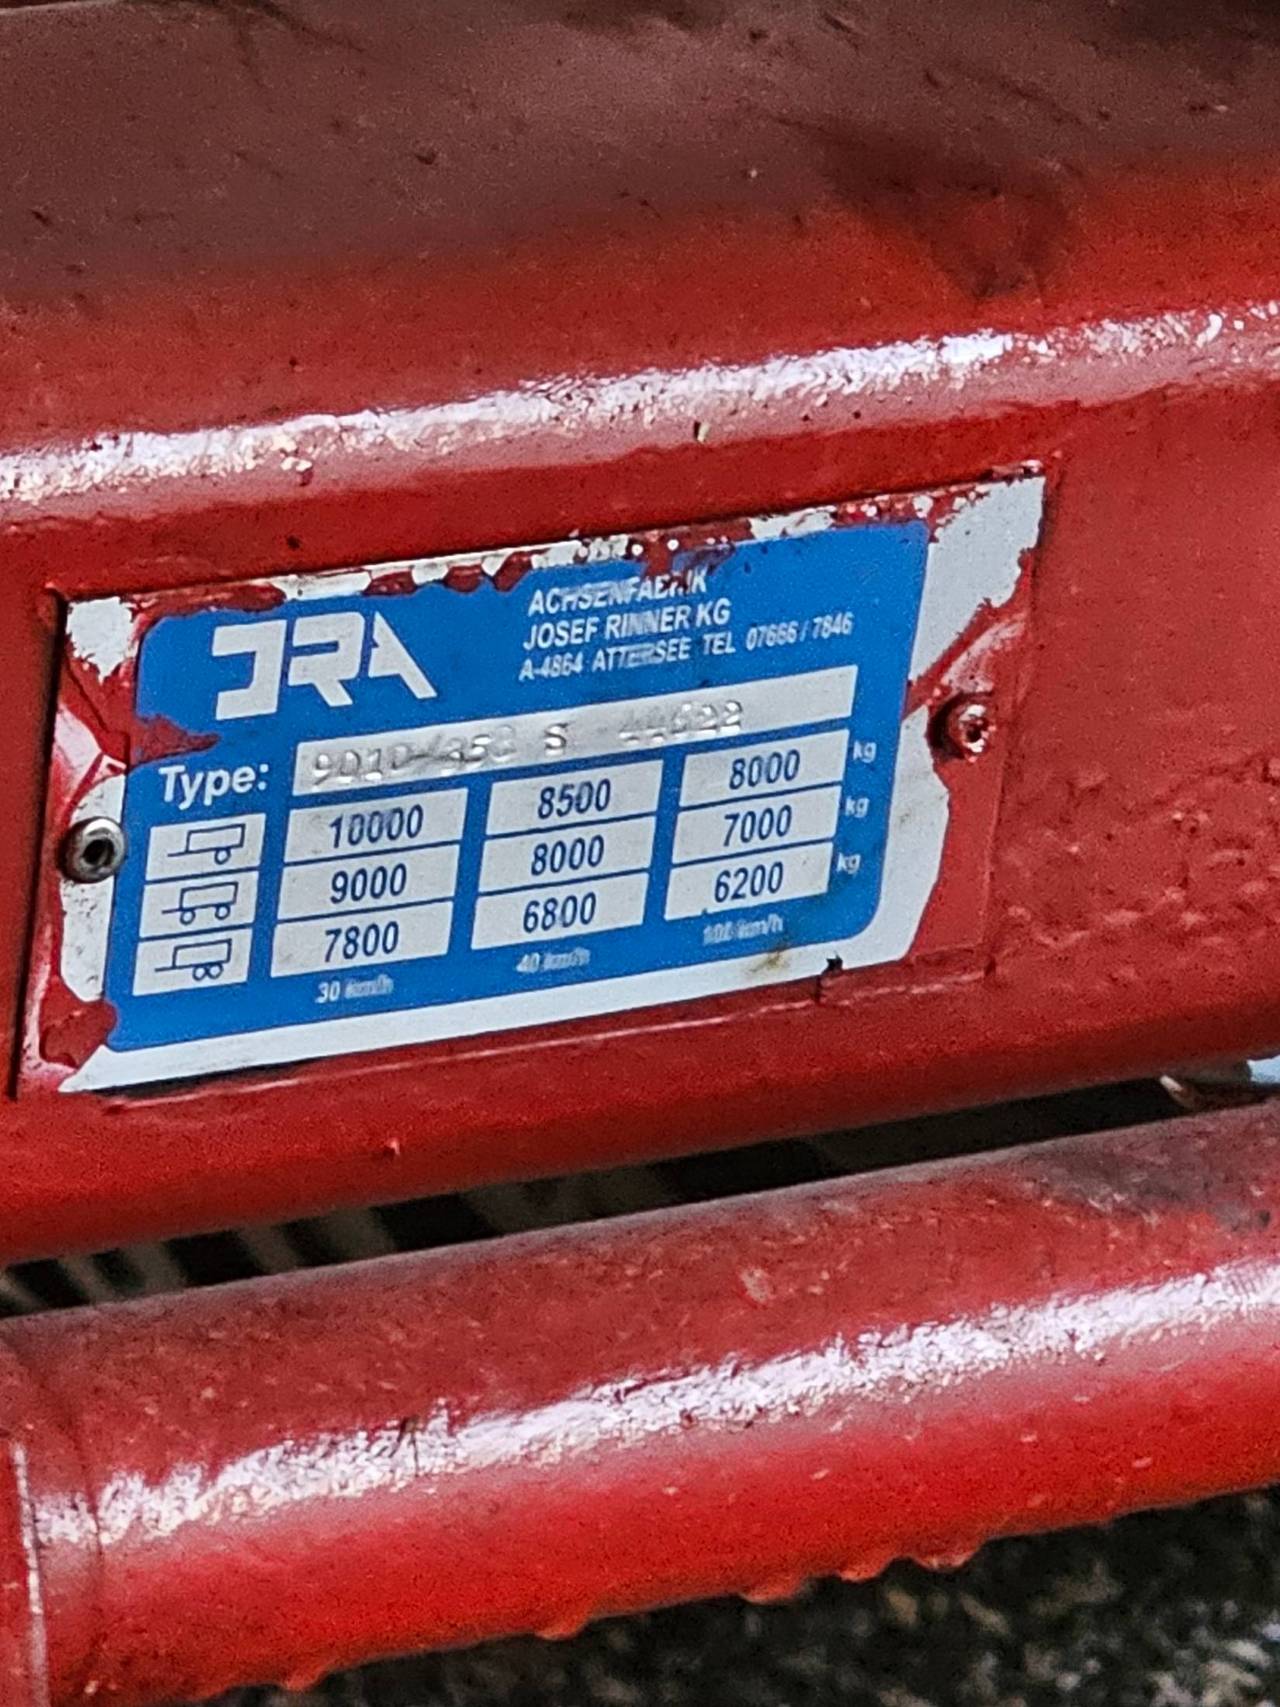 JRA
ACHSENFABRIK
JOSEF RINNER KG
A-4864 ATTERSEE TEL 07666 / 7846
Type: S
10000 8500 8000 kg
9000 8000 7000 kg
7800 6800 6200 kg
30 km/h 40 km/h km/h